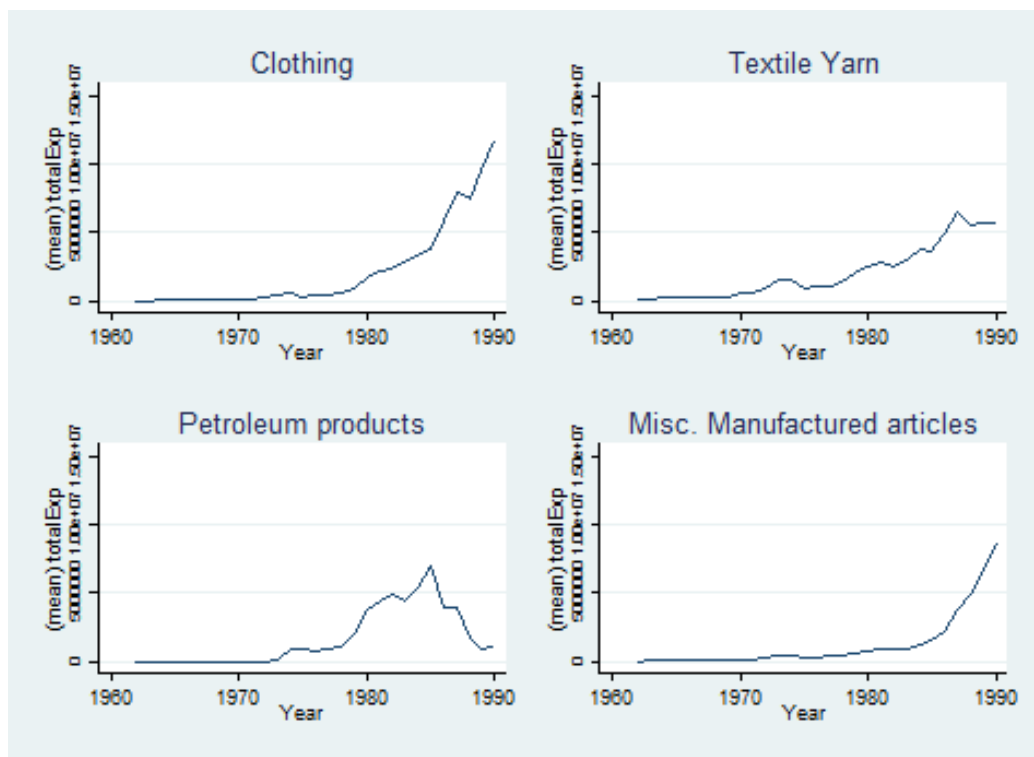 Clothing
(mean) totalExp
0 5000000 1.00e+07 1.50e+07
1960 1970 1980 1990
Year
Textile Yarn
(mean) totalExp
0 5000000 1.00e+07 1.50e+07
1960 1970 1980 1990
Year
Petroleum products
(mean) totalExp
0 5000000 1.00e+07 1.50e+07
1960 1970 1980 1990
Year
Misc. Manufactured articles
(mean) totalExp
0 5000000 1.00e+07 1.50e+07
1960 1970 1980 1990
Year